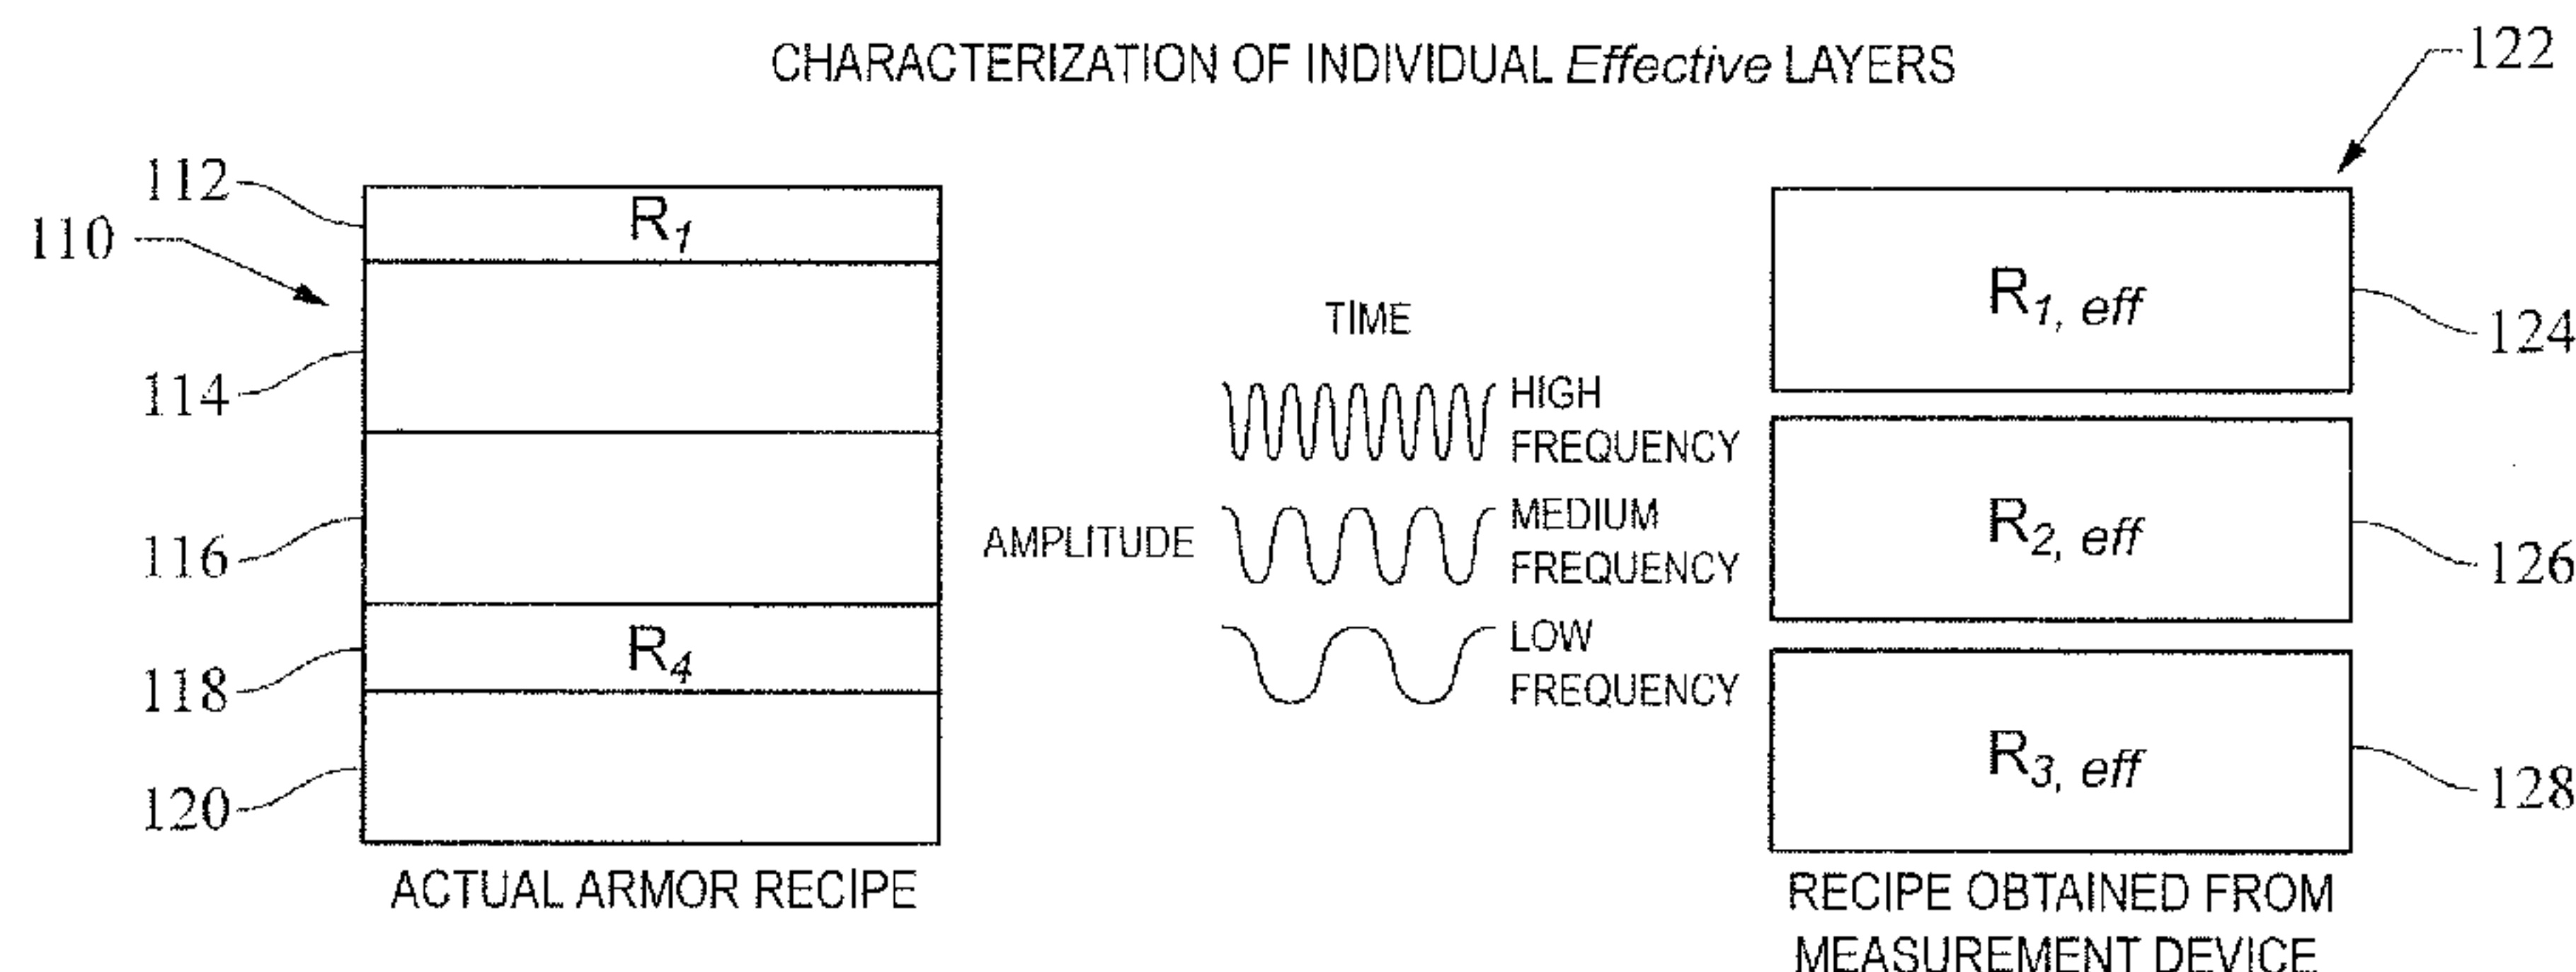 CHARACTERIZATION OF INDIVIDUAL Effective LAYERS
122
112
110
R1
114
116
118
R4
120
ACTUAL ARMOR RECIPE
TIME
AMPLITUDE
HIGH
FREQUENCY
MEDIUM
FREQUENCY
LOW
FREQUENCY
R1, eff
124
R2, eff
126
R3, eff
128
RECIPE OBTAINED FROM
MEASUREMENT DEVICE